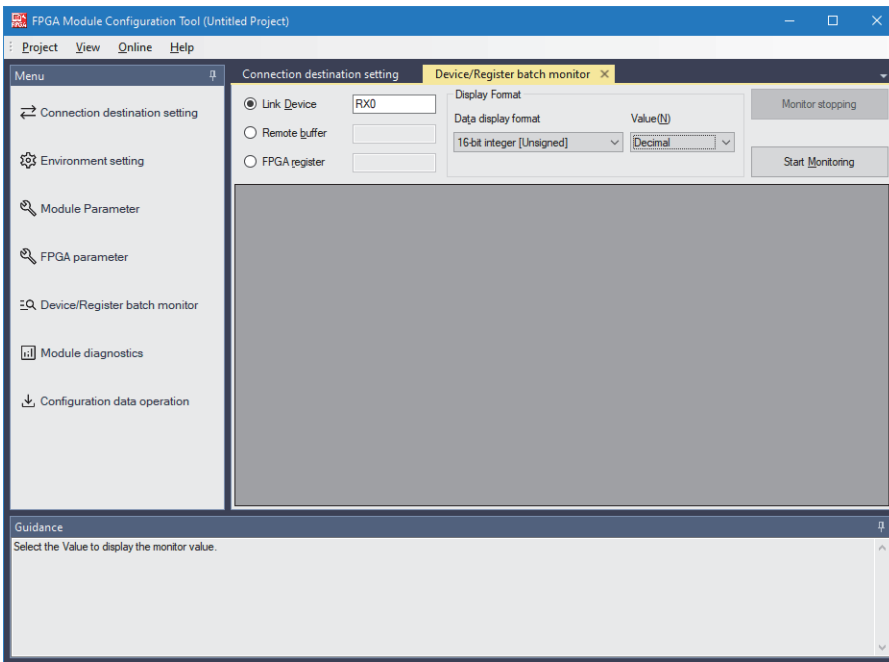 FPGA Module Configuration Tool (Untitled Project)
Project View Online Help
Menu
Connection destination setting
Environment setting
Module Parameter
FPGA parameter
Device/Register batch monitor
Module diagnostics
Configuration data operation
Connection destination setting Device/Register batch monitor
Link Device RX0
Remote buffer
FPGA register
Display Format
Data display format Value(N)
16-bit integer [Unsigned] Decimal
Monitor stopping
Start Monitoring
Guidance
Select the Value to display the monitor value.